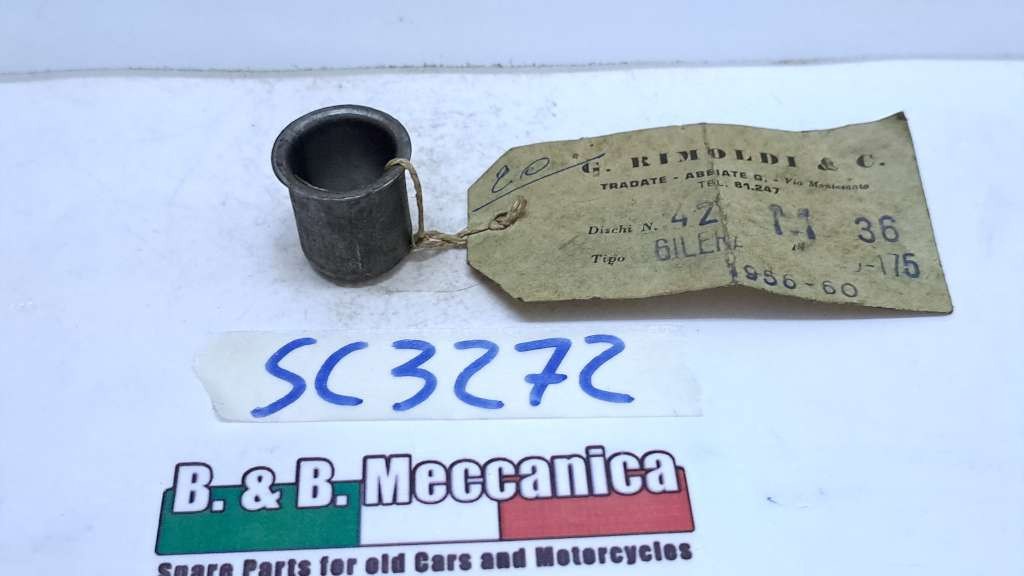 20
G. RIMOLDI & C.
TRADATE - ABBIATE G. - Via Montesanto
TEL. 81.247
Dischi N. 42 M 36
Tipo GILERA -175
1956-60
SC3272
B. & B. Meccanica
Spare Parts for old Cars and Motorcycles